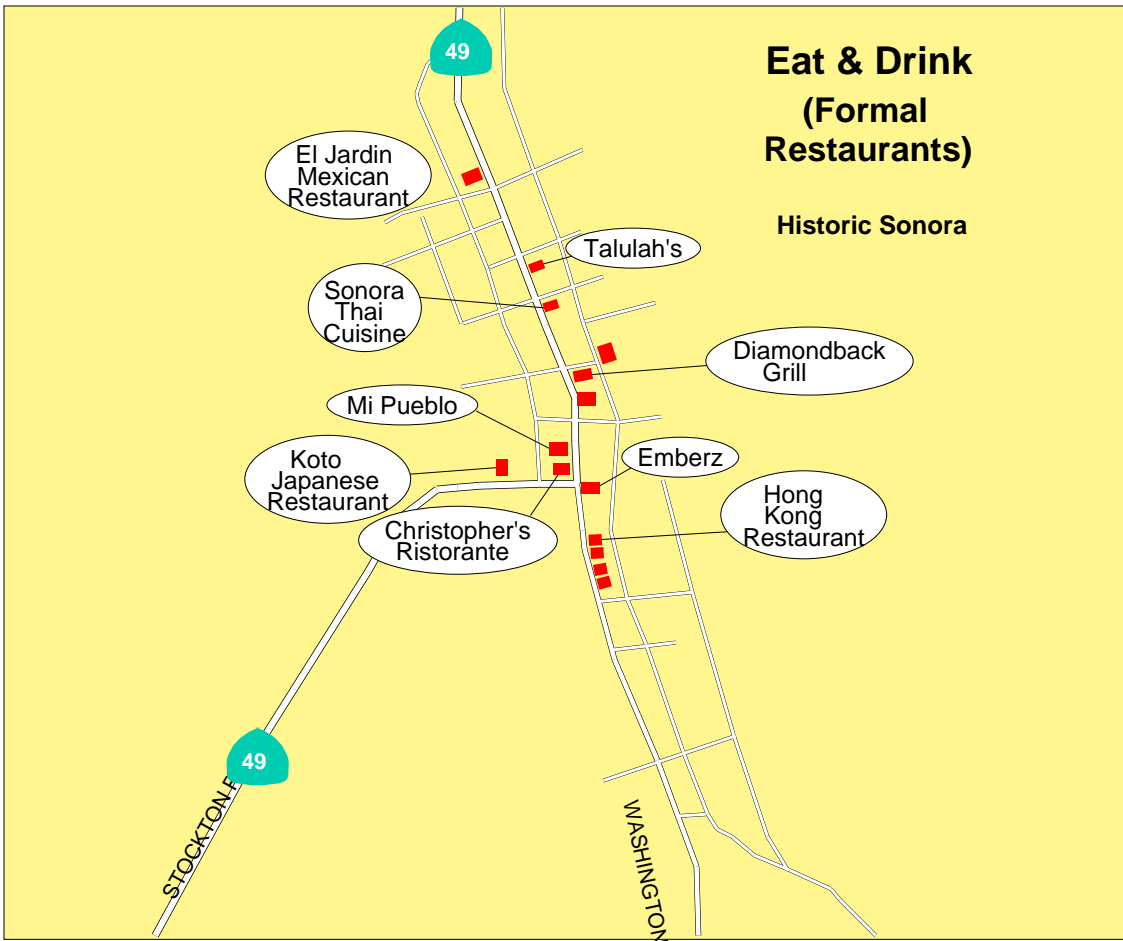 49
Eat & Drink
(Formal
Restaurants)
Historic Sonora
El Jardin
Mexican
Restaurant
Talulah's
Sonora
Thai
Cuisine
Diamondback
Grill
Mi Pueblo
Koto
Japanese
Restaurant
Emberz
Hong
Kong
Restaurant
Christopher's
Ristorante
49
STOCKTON
WASHINGTON